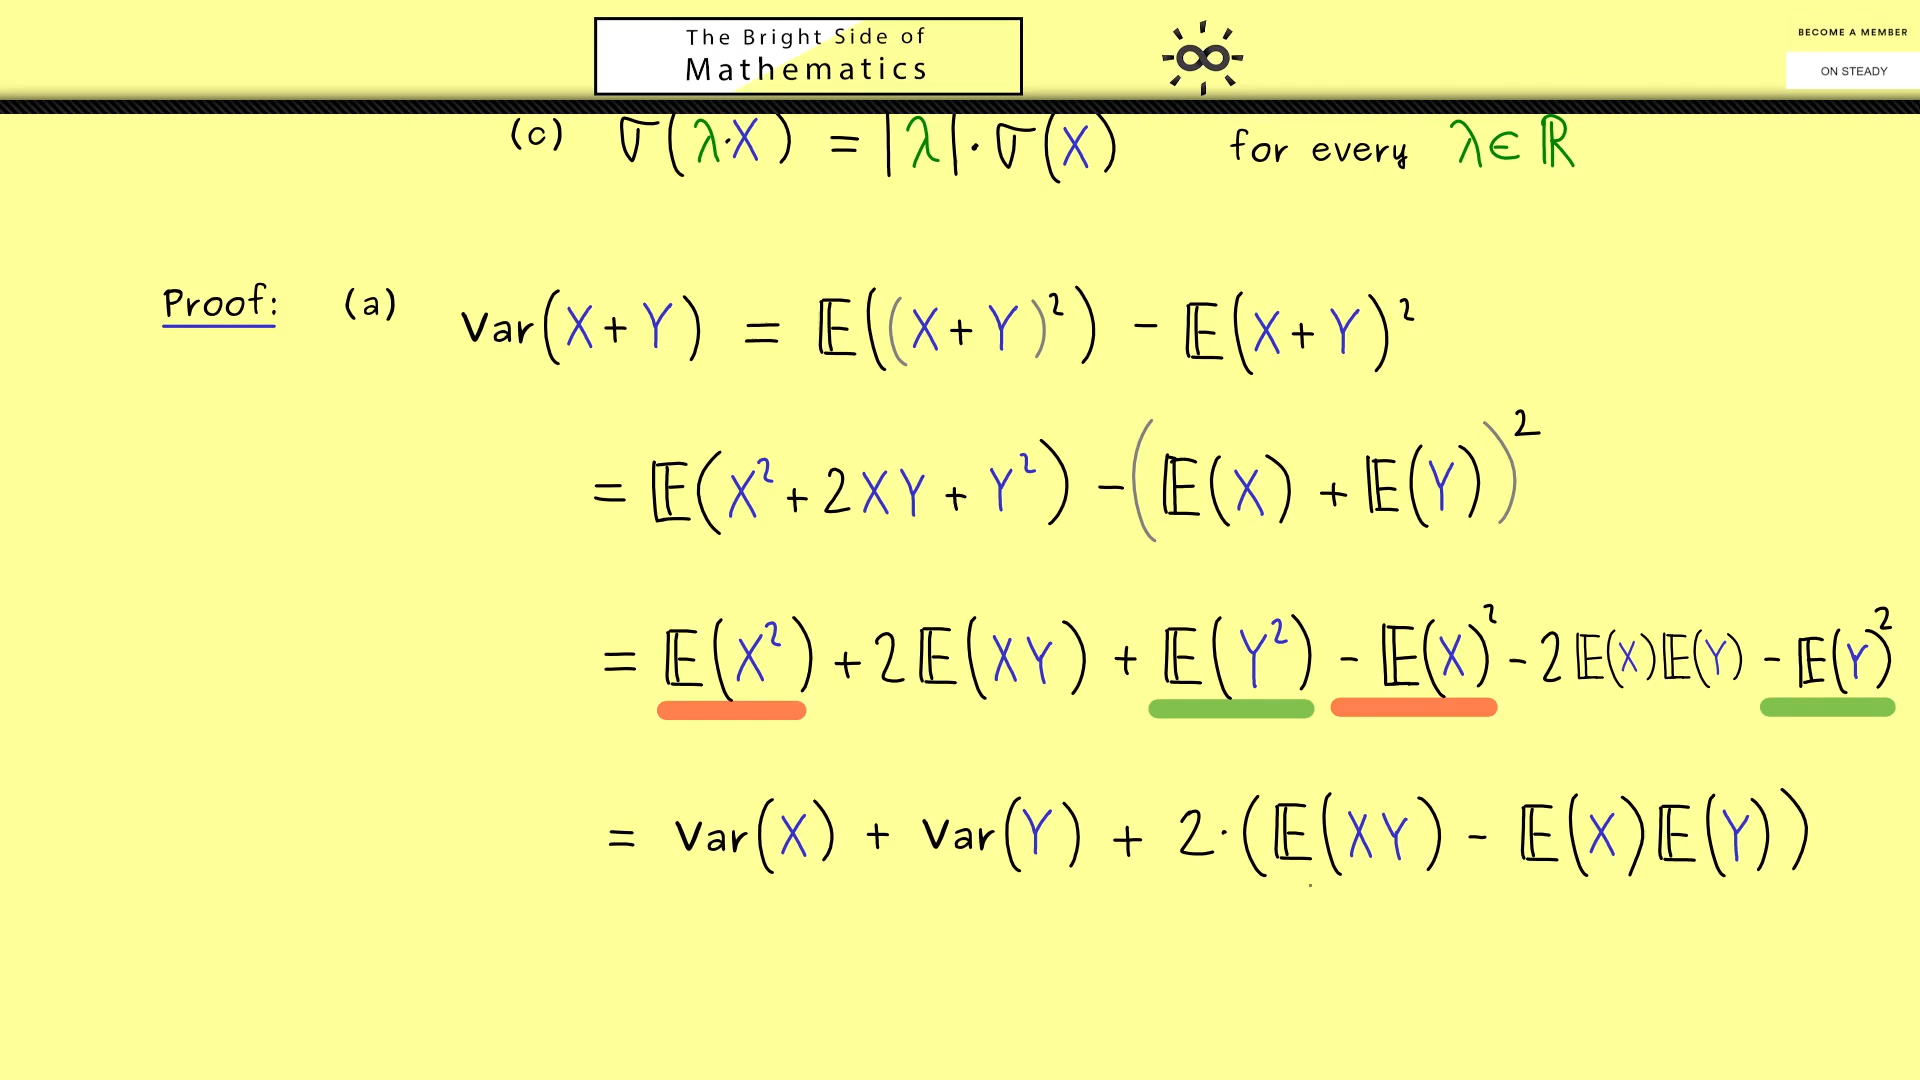 The Bright Side of
Mathematics
BECOME A MEMBER
ON STEADY
(c) σ(λ·X) = |λ|·σ(X) for every λ∈ℝ
Proof: (a) Var(X+Y) = 𝔼((X+Y)²) - 𝔼(X+Y)²
= 𝔼(X²+2XY+Y²) - (𝔼(X) + 𝔼(Y))²
= 𝔼(X²) + 2𝔼(XY) + 𝔼(Y²) - 𝔼(X)² - 2𝔼(X)𝔼(Y) - 𝔼(Y)²
= Var(X) + Var(Y) + 2·(𝔼(XY) - 𝔼(X)𝔼(Y))